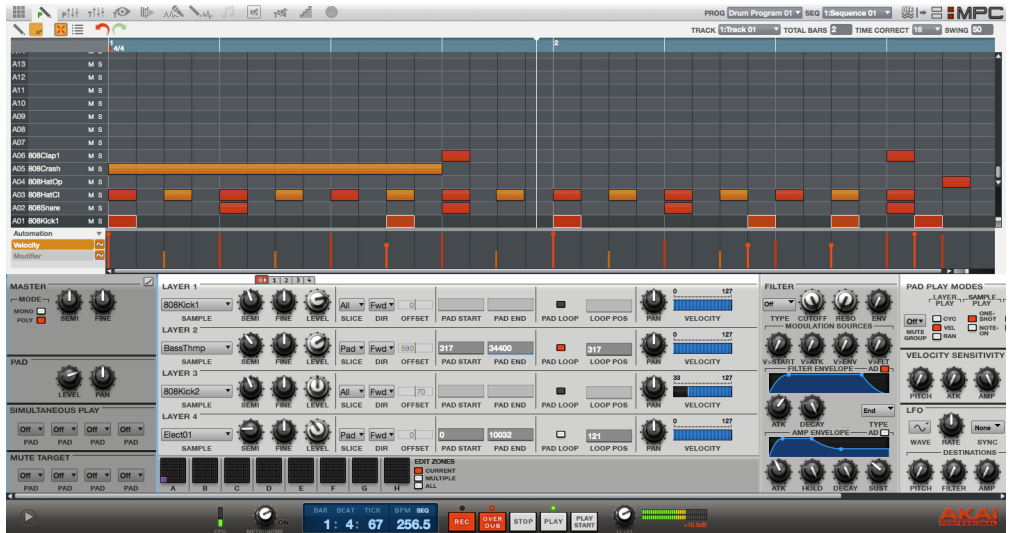 PROG Drum Program 01 SEQ 1:Sequence 01 MPC
TRACK 1:Track 01 TOTAL BARS 2 TIME CORRECT 16 SWING 50
1 4/4 2
A13 M S
A12 M S
A11 M S
A10 M S
A09 M S
A08 M S
A07 M S
A06 808Clap1 M S
A05 808Crash M S
A04 808HatOp M S
A03 808HatCl M S
A02 808Snare M S
A01 808Kick1 M S
Automation
Velocity
Modifier
MASTER
MODE
MONO
POLY
SEMI FINE
PAD
LEVEL PAN
SIMULTANEOUS PLAY
Off Off Off Off
PAD PAD PAD PAD
MUTE TARGET
Off Off Off Off
PAD PAD PAD PAD
1 2 3 4
LAYER 1
808Kick1 All Fwd 0 0 127
SAMPLE SEMI FINE LEVEL SLICE DIR OFFSET PAD START PAD END PAD LOOP LOOP POS PAN VELOCITY
LAYER 2
BassThmp Pad Fwd 590 317 34400 317 0 127
SAMPLE SEMI FINE LEVEL SLICE DIR OFFSET PAD START PAD END PAD LOOP LOOP POS PAN VELOCITY
LAYER 3
808Kick2 All Fwd 70 33 127
SAMPLE SEMI FINE LEVEL SLICE DIR OFFSET PAD START PAD END PAD LOOP LOOP POS PAN VELOCITY
LAYER 4
Elect01 Pad Fwd 0 0 10032 121 0 127
SAMPLE SEMI FINE LEVEL SLICE DIR OFFSET PAD START PAD END PAD LOOP LOOP POS PAN VELOCITY
A B C D E F G H
EDIT ZONES
CURRENT
MULTIPLE
ALL
FILTER
Off
TYPE CUTOFF RESO ENV
MODULATION SOURCES
V>START V>ATK V>ENV V>FLT
FILTER ENVELOPE AD
End
ATK DECAY TYPE
AMP ENVELOPE AD
ATK HOLD DECAY SUST
PAD PLAY MODES
LAYER PLAY SAMPLE PLAY
Off CYC ONE-SHOT
VEL NOTE-ON
RAN
MUTE GROUP
VELOCITY SENSITIVITY
PITCH ATK AMP
LFO
None
WAVE RATE SYNC
DESTINATIONS
PITCH FILTER AMP
CPU METRONOME ON
BAR BEAT TICK BPM SEQ
1: 4: 67 256.5
REC OVER DUB STOP PLAY PLAY START
LEVEL
+10.3dB
AKAI
PROFESSIONAL